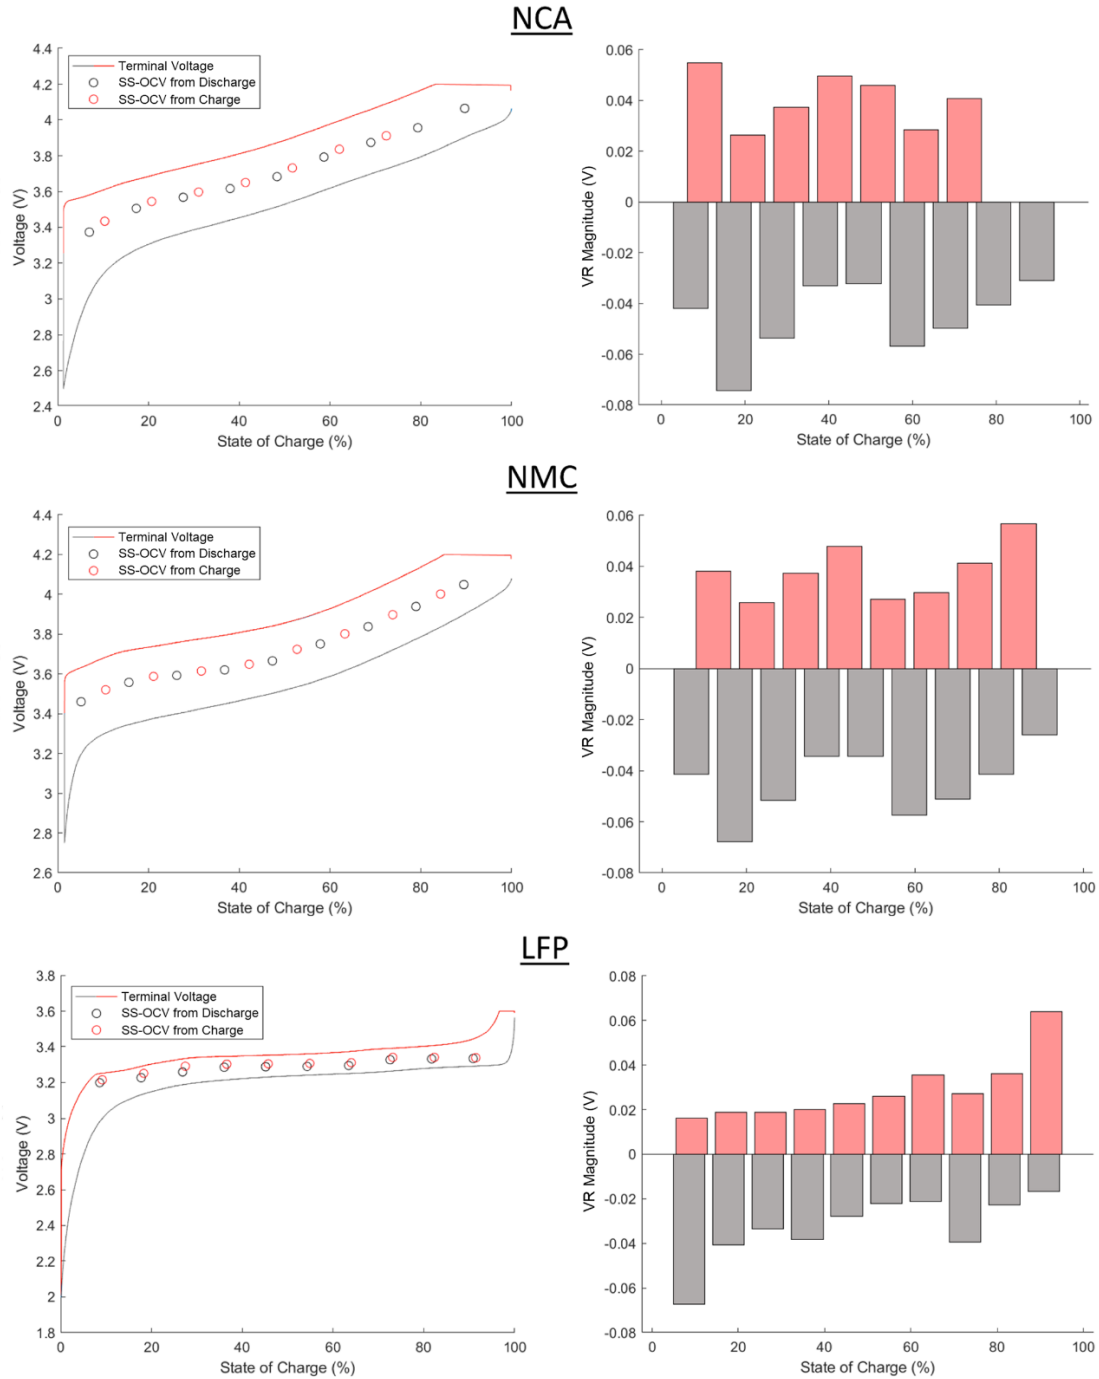 NCA
4.4
4.2
4
3.8
3.6
3.4
3.2
3
2.8
2.6
2.4
Voltage (V)
Terminal Voltage
SS-OCV from Discharge
SS-OCV from Charge
0 20 40 60 80 100
State of Charge (%)
0.06
0.04
0.02
0
-0.02
-0.04
-0.06
-0.08
VR Magnitude (V)
0 20 40 60 80 100
State of Charge (%)
NMC
4.4
4.2
4
3.8
3.6
3.4
3.2
3
2.8
2.6
Voltage (V)
Terminal Voltage
SS-OCV from Discharge
SS-OCV from Charge
0 20 40 60 80 100
State of Charge (%)
0.06
0.04
0.02
0
-0.02
-0.04
-0.06
-0.08
VR Magnitude (V)
0 20 40 60 80 100
State of Charge (%)
LFP
3.8
3.6
3.4
3.2
3
2.8
2.6
2.4
2.2
2
1.8
Voltage (V)
Terminal Voltage
SS-OCV from Discharge
SS-OCV from Charge
0 20 40 60 80 100
State of Charge (%)
0.08
0.06
0.04
0.02
0
-0.02
-0.04
-0.06
-0.08
VR Magnitude (V)
0 20 40 60 80 100
State of Charge (%)